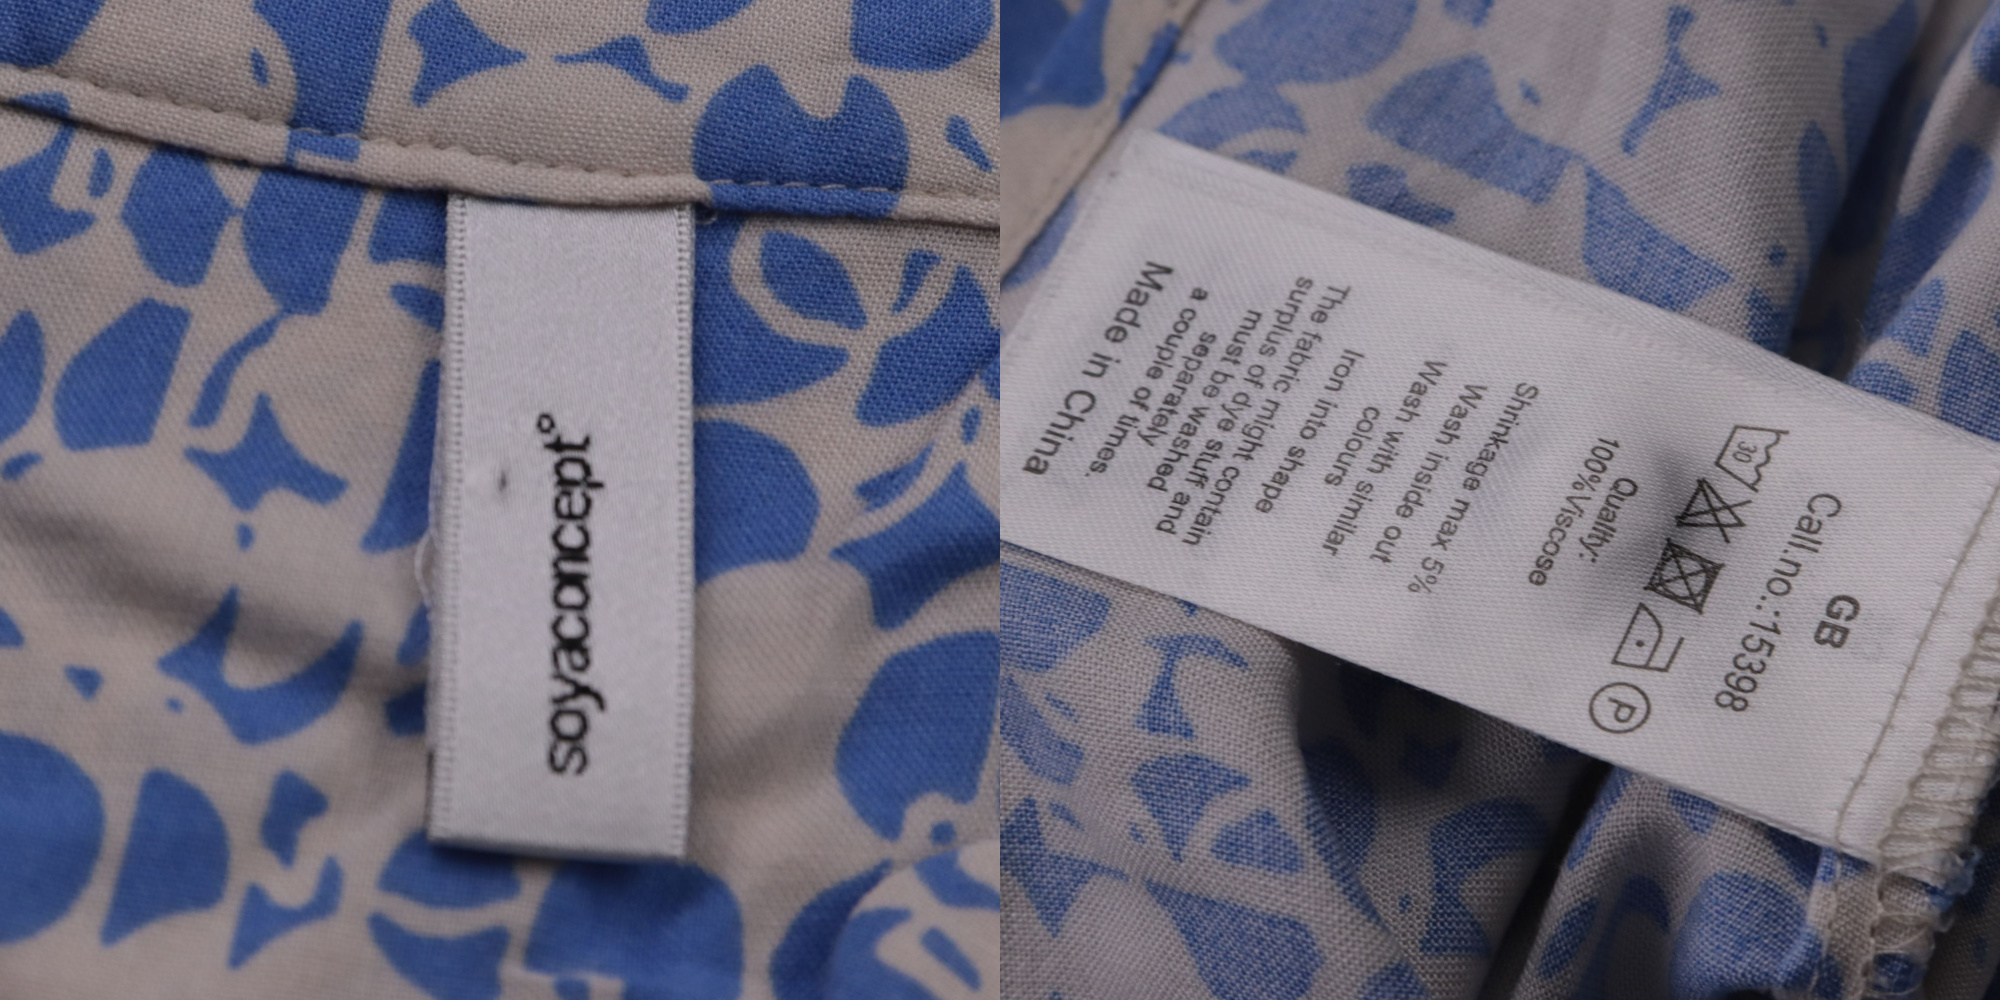 soyaconcept°
GB
Call.no.:15398
30
P
Quality:
100%Viscose
Shrinkage max 5%
Wash inside out
Wash with similar
colours
Iron into shape
The fabric might contain
surplus of dye stuff and
must be washed
separately
a couple of times.
Made in China